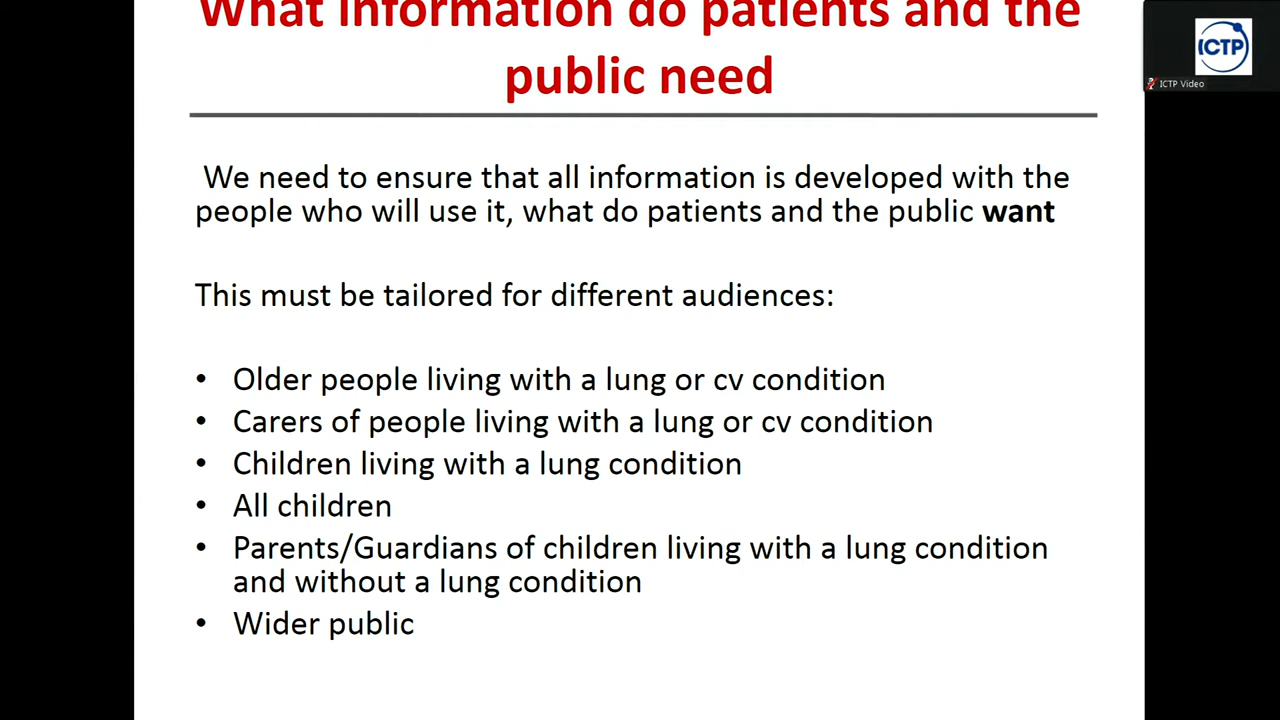 What information do patients and the
public need
We need to ensure that all information is developed with the
people who will use it, what do patients and the public want
This must be tailored for different audiences:
• Older people living with a lung or cv condition
• Carers of people living with a lung or cv condition
• Children living with a lung condition
• All children
• Parents/Guardians of children living with a lung condition
and without a lung condition
• Wider public
ICTP
ICTP Video